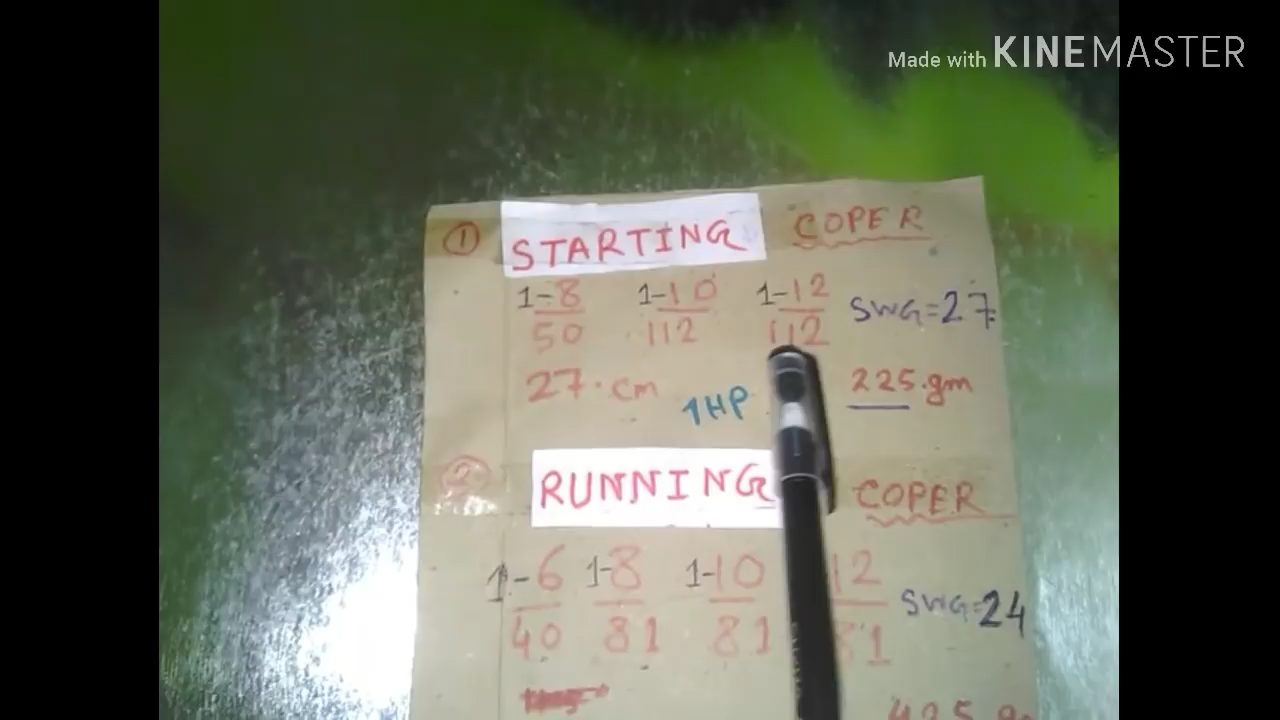 Made with KINEMASTER
① STARTING COPER
1-8 1-10 1-12 SWG=27
50 112 112
27.cm 1HP 225.gm
② RUNNING COPER
1-6 1-8 1-10 12 SWG=24
40 81 81 81